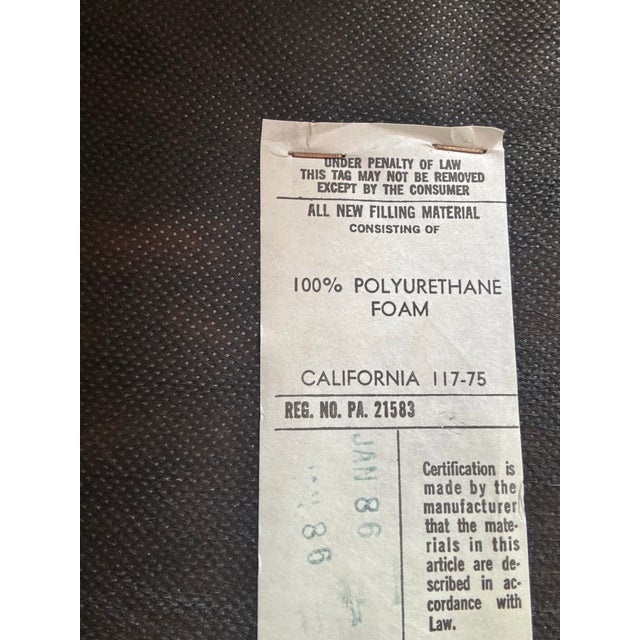 UNDER PENALTY OF LAW
THIS TAG MAY NOT BE REMOVED
EXCEPT BY THE CONSUMER
ALL NEW FILLING MATERIAL
CONSISTING OF
100% POLYURETHANE
FOAM
CALIFORNIA 117-75
REG. NO. PA. 21583
JAN 86
86
Certification is
made by the
manufacturer
that the mate-
rials in this
article are de-
scribed in ac-
cordance with
Law.